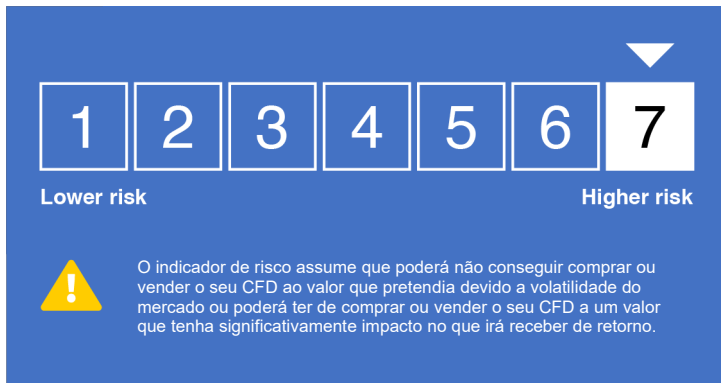 1 2 3 4 5 6 7
Lower risk Higher risk
O indicador de risco assume que poderá não conseguir comprar ou
vender o seu CFD ao valor que pretendia devido a volatilidade do
mercado ou poderá ter de comprar ou vender o seu CFD a um valor
que tenha significativamente impacto no que irá receber de retorno.